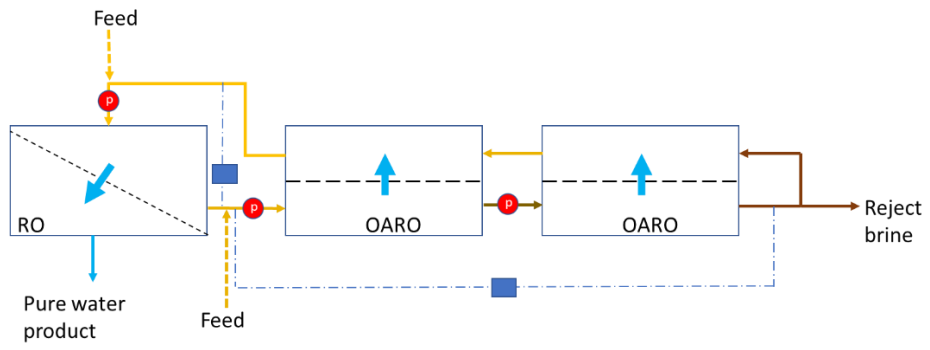 Feed
P
RO
P
OARO
P
OARO
Reject
brine
Pure water
product
Feed